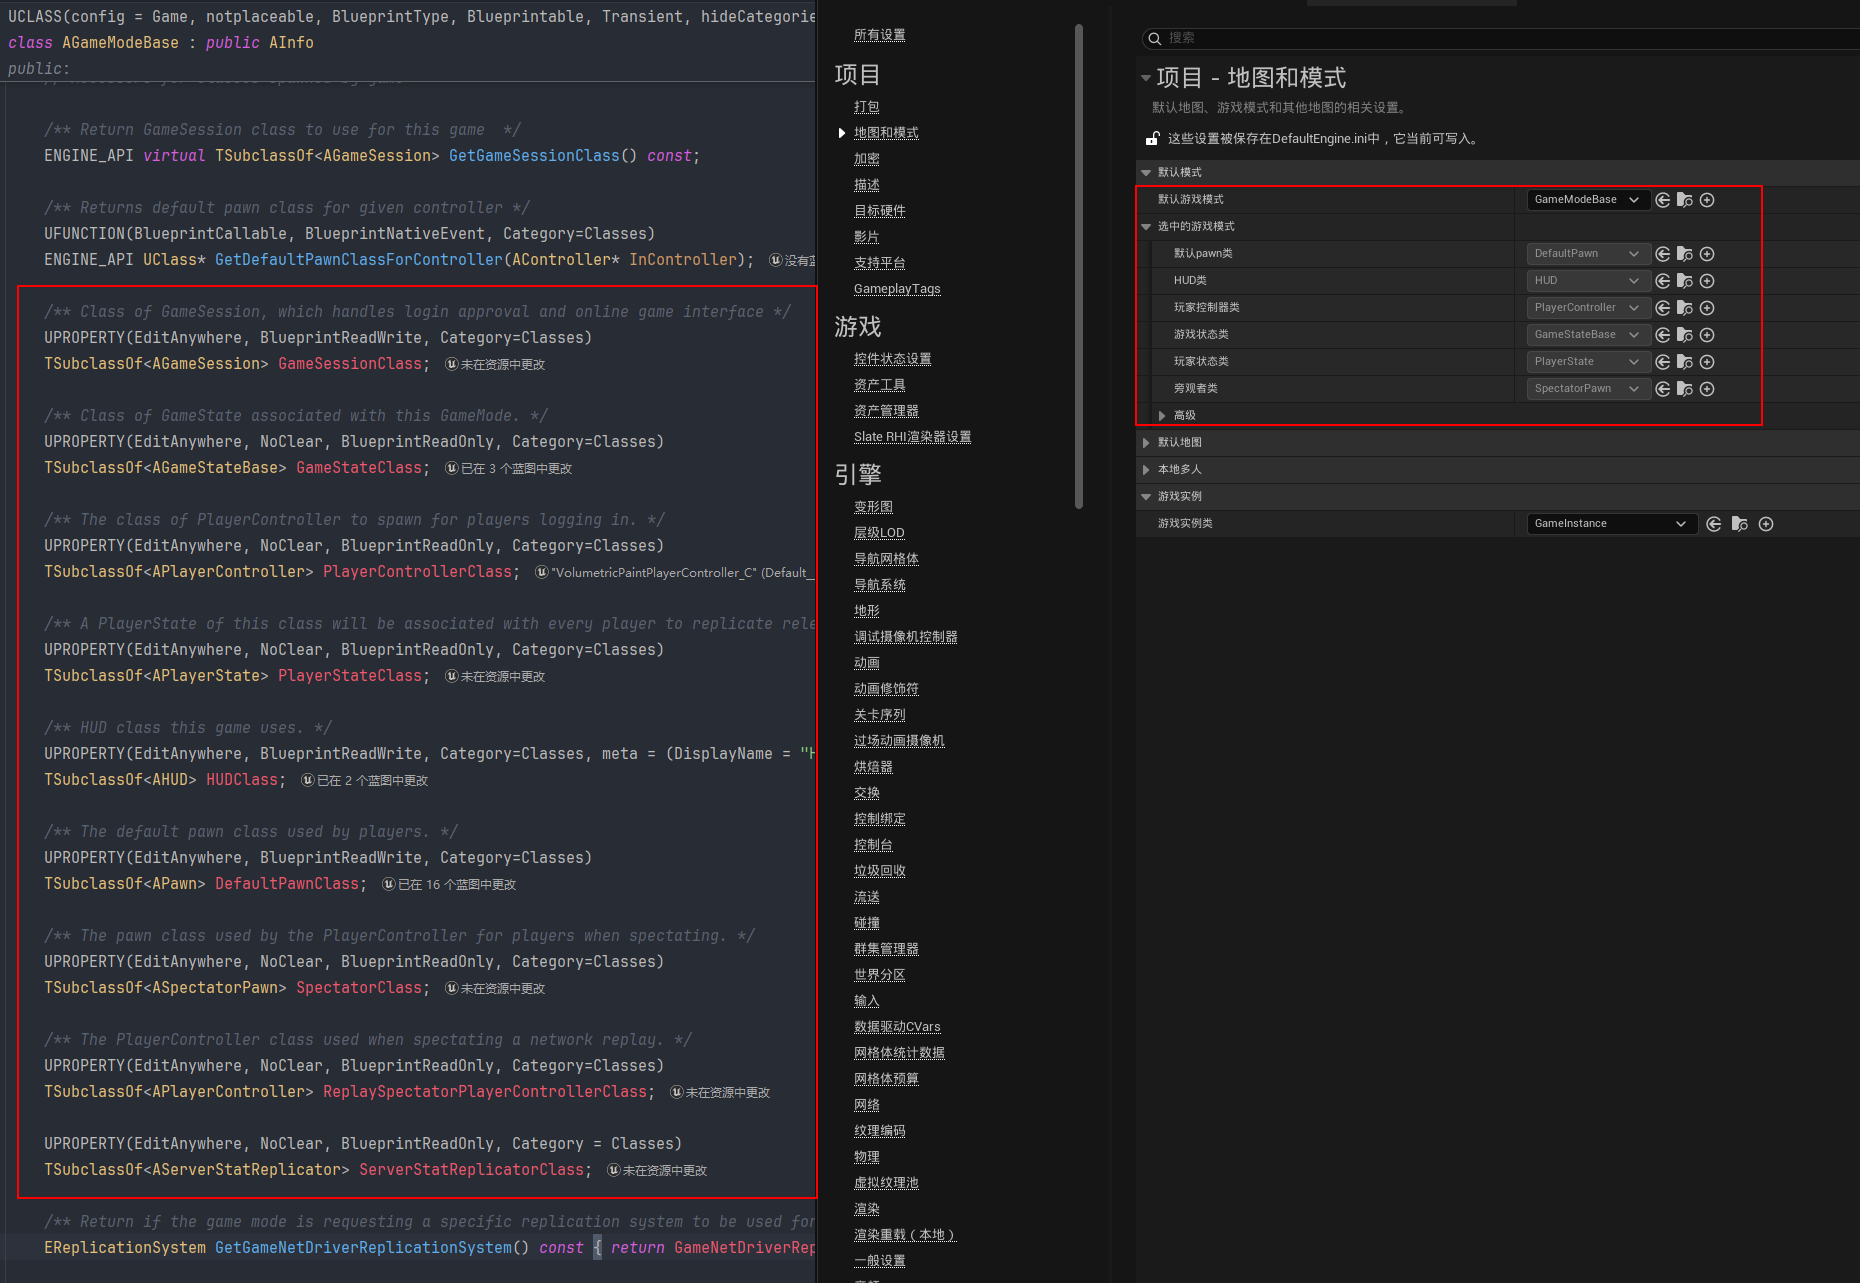 UCLASS(config = Game, notplaceable, BlueprintType, Blueprintable, Transient, hideCategorie
class AGameModeBase : public AInfo
public:
/** Return GameSession class to use for this game  */
ENGINE_API virtual TSubclassOf<AGameSession> GetGameSessionClass() const;
/** Returns default pawn class for given controller */
UFUNCTION(BlueprintCallable, BlueprintNativeEvent, Category=Classes)
ENGINE_API UClass* GetDefaultPawnClassForController(AController* InController); 没有蓝
/** Class of GameSession, which handles login approval and online game interface */
UPROPERTY(EditAnywhere, BlueprintReadWrite, Category=Classes)
TSubclassOf<AGameSession> GameSessionClass; 未在资源中更改
/** Class of GameState associated with this GameMode. */
UPROPERTY(EditAnywhere, NoClear, BlueprintReadOnly, Category=Classes)
TSubclassOf<AGameStateBase> GameStateClass; 已在 3 个蓝图中更改
/** The class of PlayerController to spawn for players logging in. */
UPROPERTY(EditAnywhere, NoClear, BlueprintReadOnly, Category=Classes)
TSubclassOf<APlayerController> PlayerControllerClass; "VolumetricPaintPlayerController_C" (Default_
/** A PlayerState of this class will be associated with every player to replicate rele
UPROPERTY(EditAnywhere, NoClear, BlueprintReadOnly, Category=Classes)
TSubclassOf<APlayerState> PlayerStateClass; 未在资源中更改
/** HUD class this game uses. */
UPROPERTY(EditAnywhere, BlueprintReadWrite, Category=Classes, meta = (DisplayName = "H
TSubclassOf<AHUD> HUDClass; 已在 2 个蓝图中更改
/** The default pawn class used by players. */
UPROPERTY(EditAnywhere, BlueprintReadWrite, Category=Classes)
TSubclassOf<APawn> DefaultPawnClass; 已在 16 个蓝图中更改
/** The pawn class used by the PlayerController for players when spectating. */
UPROPERTY(EditAnywhere, NoClear, BlueprintReadOnly, Category=Classes)
TSubclassOf<ASpectatorPawn> SpectatorClass; 未在资源中更改
/** The PlayerController class used when spectating a network replay. */
UPROPERTY(EditAnywhere, NoClear, BlueprintReadOnly, Category=Classes)
TSubclassOf<APlayerController> ReplaySpectatorPlayerControllerClass; 未在资源中更改
UPROPERTY(EditAnywhere, NoClear, BlueprintReadOnly, Category = Classes)
TSubclassOf<AServerStatReplicator> ServerStatReplicatorClass; 未在资源中更改
/** Return if the game mode is requesting a specific replication system to be used for
EReplicationSystem GetGameNetDriverReplicationSystem() const { return GameNetDriverRep
所有设置
项目
打包
地图和模式
加密
描述
目标硬件
影片
支持平台
GameplayTags
游戏
控件状态设置
资产工具
资产管理器
Slate RHI渲染器设置
引擎
变形图
层级LOD
导航网格体
导航系统
地形
调试摄像机控制器
动画
动画修饰符
关卡序列
过场动画摄像机
烘焙器
交换
控制绑定
控制台
垃圾回收
流送
碰撞
群集管理器
世界分区
输入
数据驱动CVars
网格体统计数据
网格体预算
网络
纹理编码
物理
虚拟纹理池
渲染
渲染重载（本地）
一般设置
搜索
项目 - 地图和模式
默认地图、游戏模式和其他地图的相关设置。
这些设置被保存在DefaultEngine.ini中，它当前可写入。
默认模式
默认游戏模式 GameModeBase
选中的游戏模式
默认pawn类 DefaultPawn
HUD类 HUD
玩家控制器类 PlayerController
游戏状态类 GameStateBase
玩家状态类 PlayerState
旁观者类 SpectatorPawn
高级
默认地图
本地多人
游戏实例
游戏实例类 GameInstance